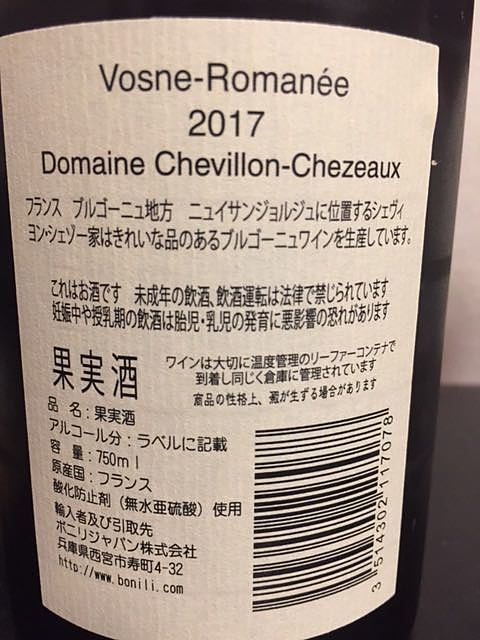 Vosne-Romanée
2017
Domaine Chevillon-Chezeaux
フランス ブルゴーニュ地方 ニュイサンジョルジュに位置するシェヴィ
ヨン・シェゾー家はきれいな品のあるブルゴーニュワインを生産しています。
これはお酒です 未成年の飲酒、飲酒運転は法律で禁じられています
妊娠中や授乳期の飲酒は胎児・乳児の発育に悪影響の恐れがあります
果実酒
ワインは大切に温度管理のリーファーコンテナで
到着し同じく倉庫に管理されています
商品の性格上、澱が生ずる場合があります
品 名：果実酒
アルコール分：ラベルに記載
容 量：750ml
原産国：フランス
酸化防止剤（無水亜硫酸）使用
輸入者及び引取先
ボニリジャパン株式会社
兵庫県西宮市寿町4-32
http://www.bonili.com
3514302117078